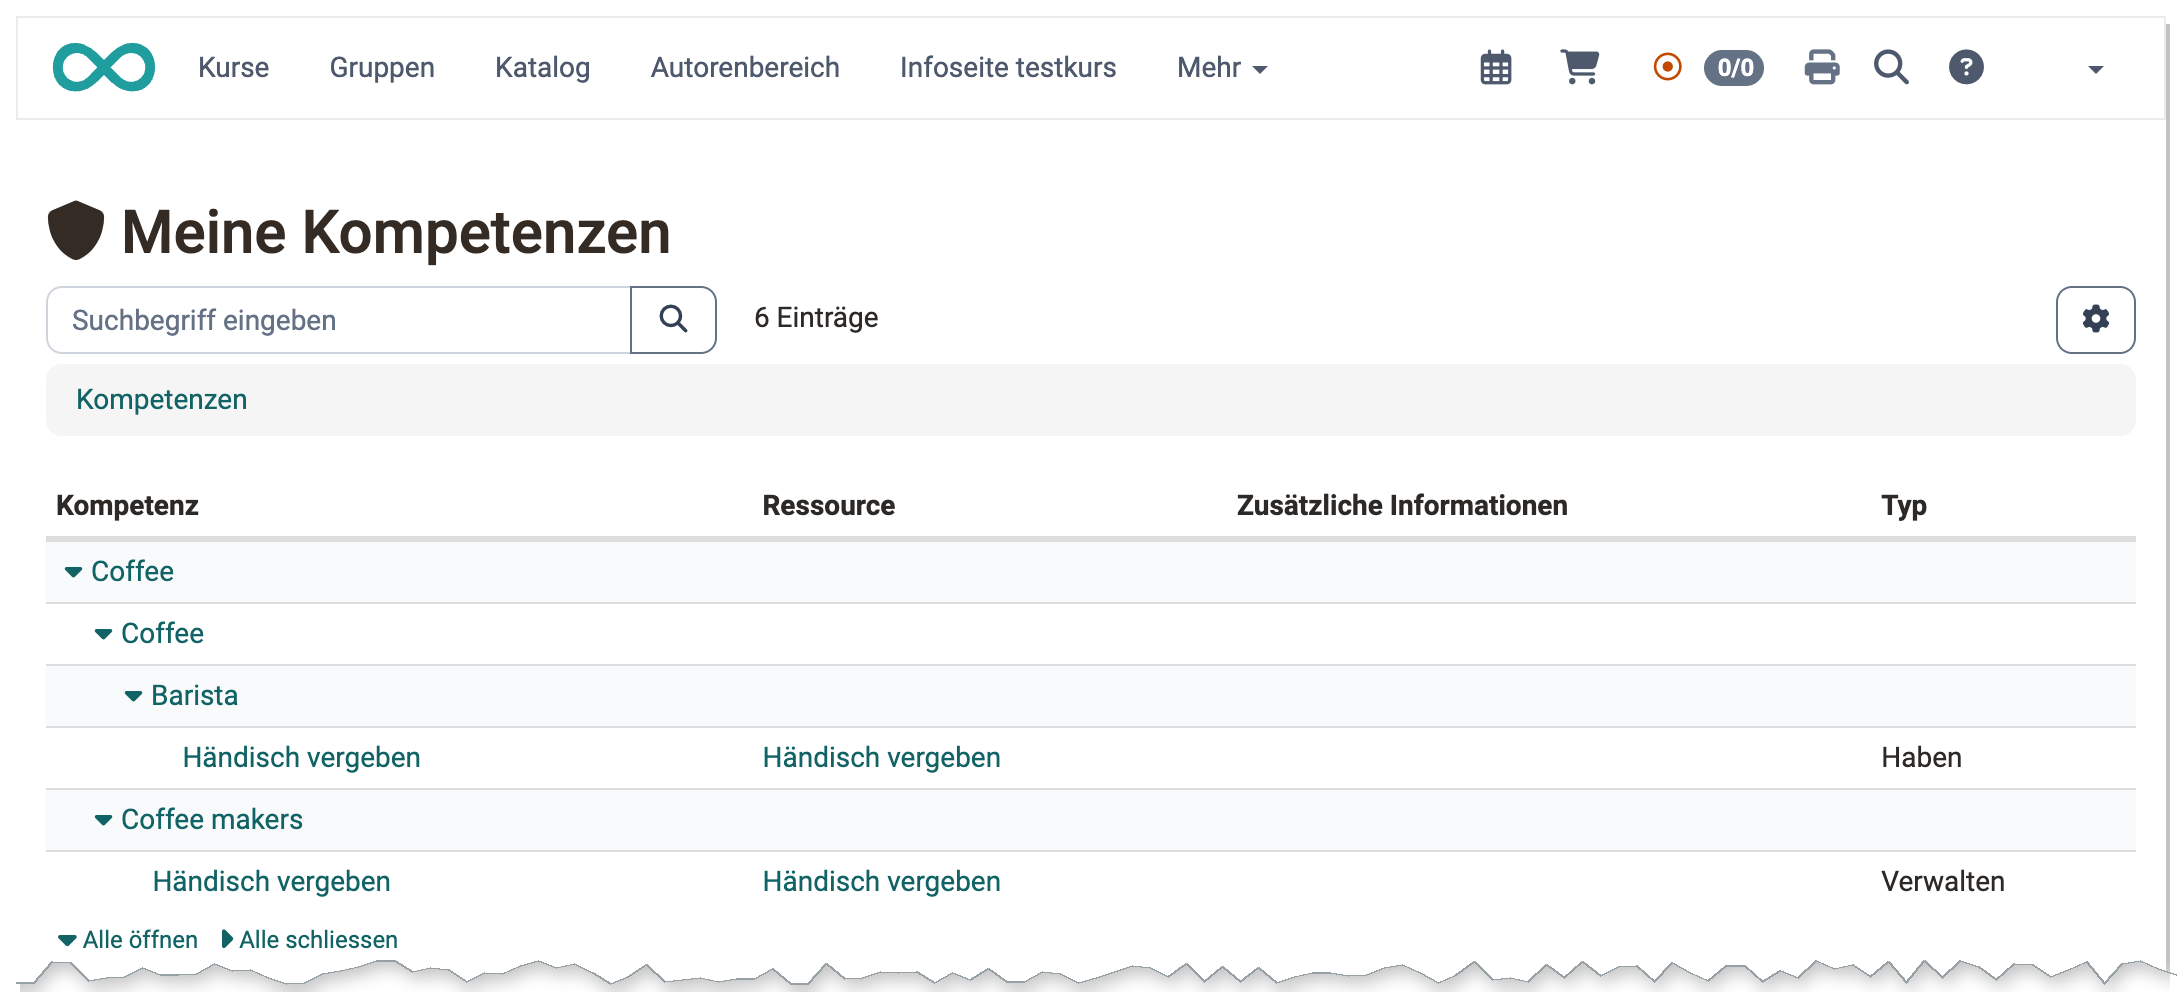 Kurse Gruppen Katalog Autorenbereich Infoseite testkurs Mehr 0/0 ?
Meine Kompetenzen
Suchbegriff eingeben 6 Einträge
Kompetenzen
Kompetenz Ressource Zusätzliche Informationen Typ
Coffee
Coffee
Barista
Händisch vergeben Händisch vergeben Haben
Coffee makers
Händisch vergeben Händisch vergeben Verwalten
Alle öffnen Alle schliessen